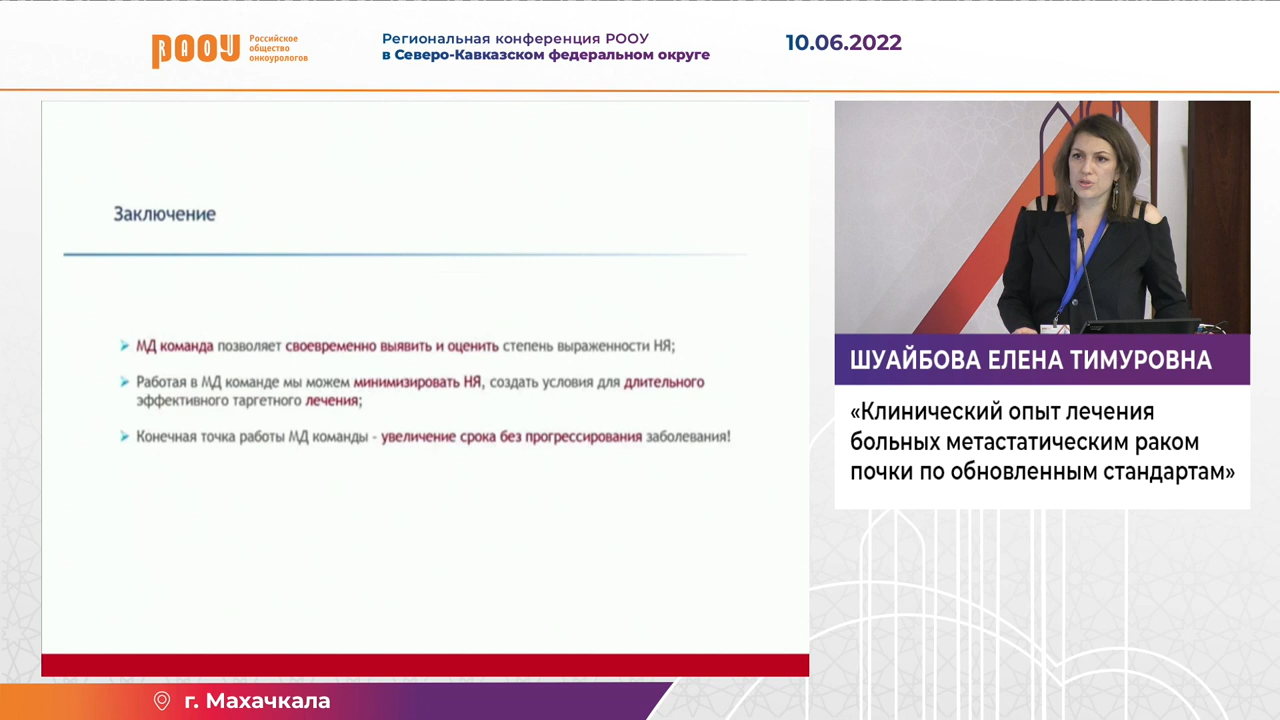 РООУ
Российское
общество
онкоурологов
Региональная конференция РООУ
в Северо-Кавказском федеральном округе
10.06.2022
Заключение
МД команда позволяет своевременно выявить и оценить степень выраженности НЯ;
Работая в МД команде мы можем минимизировать НЯ, создать условия для длительного
эффективного таргетного лечения;
Конечная точка работы МД команды - увеличение срока без прогрессирования заболевания!
ШУАЙБОВА ЕЛЕНА ТИМУРОВНА
«Клинический опыт лечения
больных метастатическим раком
почки по обновленным стандартам»
г. Махачкала